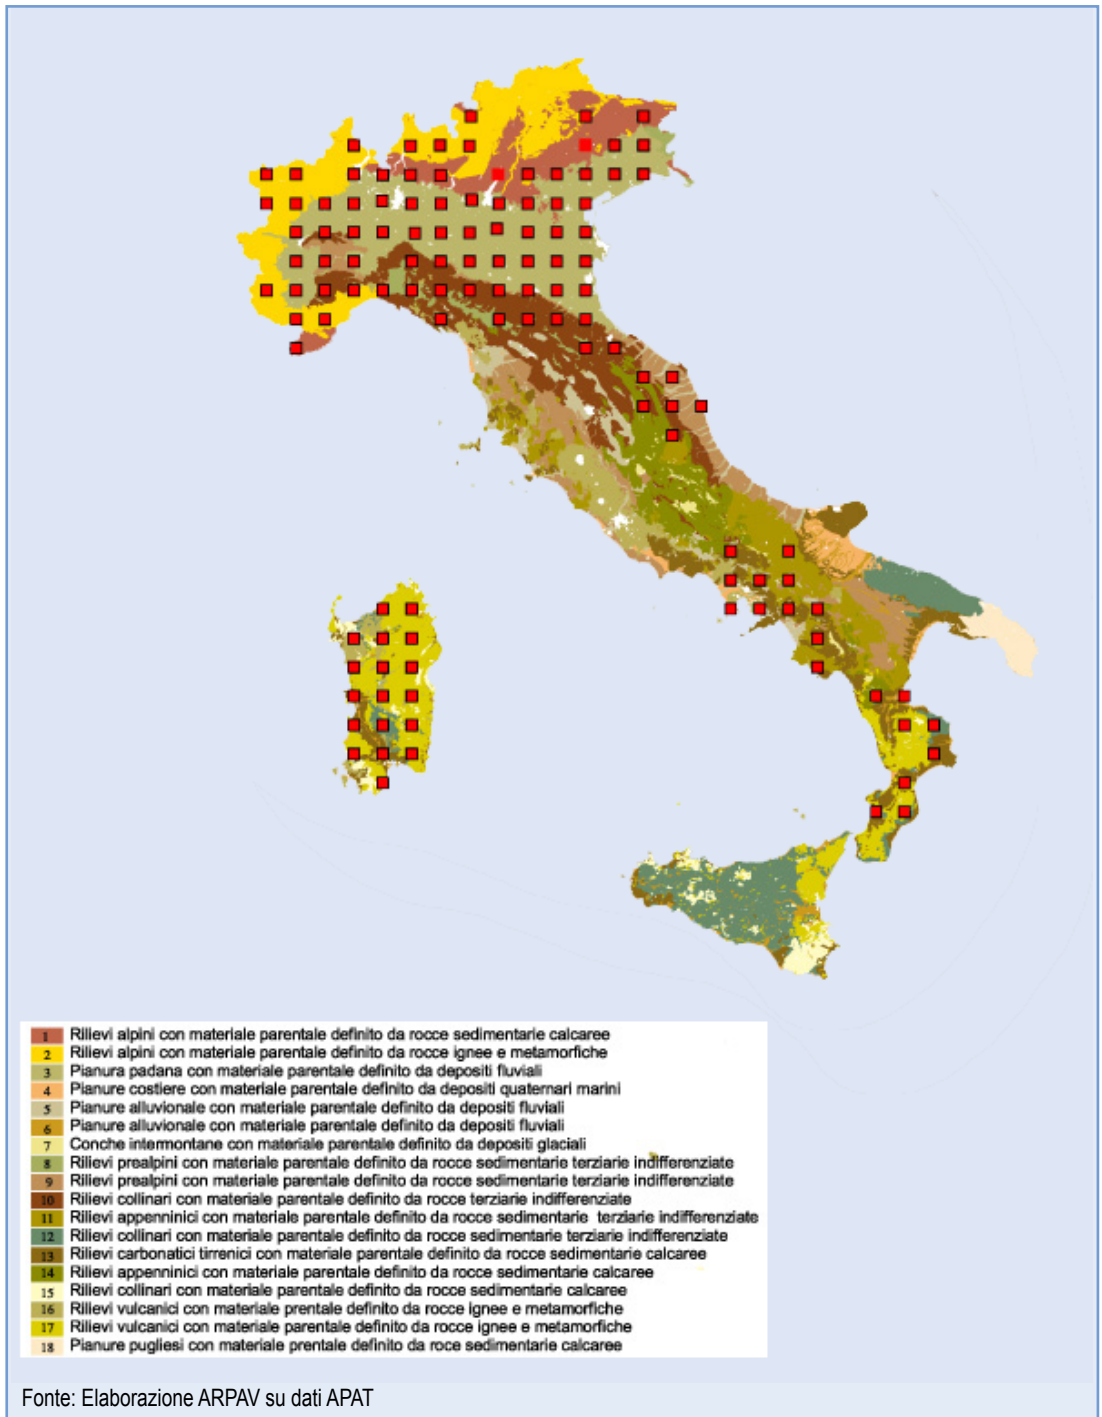 1 Rilievi alpini con materiale parentale definito da rocce sedimentarie calcaree
2 Rilievi alpini con materiale parentale definito da rocce ignee e metamorfiche
3 Pianura padana con materiale parentale definito da depositi fluviali
4 Pianure costiere con materiale parentale definito da depositi quaternari marini
5 Pianure alluvionale con materiale parentale definito da depositi fluviali
6 Pianure alluvionale con materiale parentale definito da depositi fluviali
7 Conche intermontane con materiale parentale definito da depositi glaciali
8 Rilievi prealpini con materiale parentale definito da rocce sedimentarie terziarie indifferenziate
9 Rilievi prealpini con materiale parentale definito da rocce sedimentarie terziarie indifferenziate
10 Rilievi collinari con materiale parentale definito da rocce terziarie indifferenziate
11 Rilievi appenninici con materiale parentale definito da rocce sedimentarie terziarie indifferenziate
12 Rilievi collinari con materiale parentale definito da rocce sedimentarie terziarie indifferenziate
13 Rilievi carbonatici tirrenici con materiale parentale definito da rocce sedimentarie calcaree
14 Rilievi appenninici con materiale parentale definito da rocce sedimentarie calcaree
15 Rilievi collinari con materiale parentale definito da rocce sedimentarie calcaree
16 Rilievi vulcanici con materiale prentale definito da rocce ignee e metamorfiche
17 Rilievi vulcanici con materiale parentale definito da rocce ignee e metamorfiche
18 Pianure pugliesi con materiale prentale definito da roce sedimentarie calcaree
Fonte: Elaborazione ARPAV su dati APAT